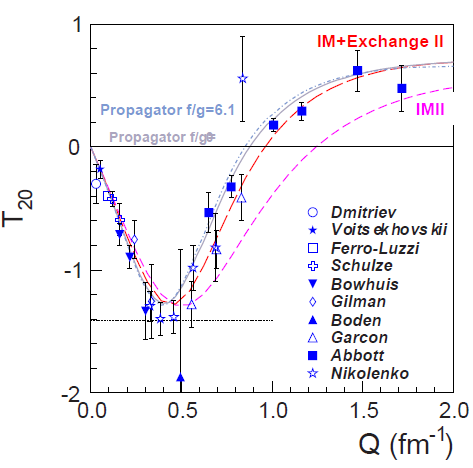 1
IM+Exchange II
Propagator f/g=6.1
Propagator f/g=
IMII
0
T20
Dmitriev
Voitsekhovskii
Ferro-Luzzi
Schulze
Bowhuis
Gilman
Boden
Garcon
Abbott
Nikolenko
-1
-2
0.0 0.5 1.0 1.5 2.0
Q (fm-1)